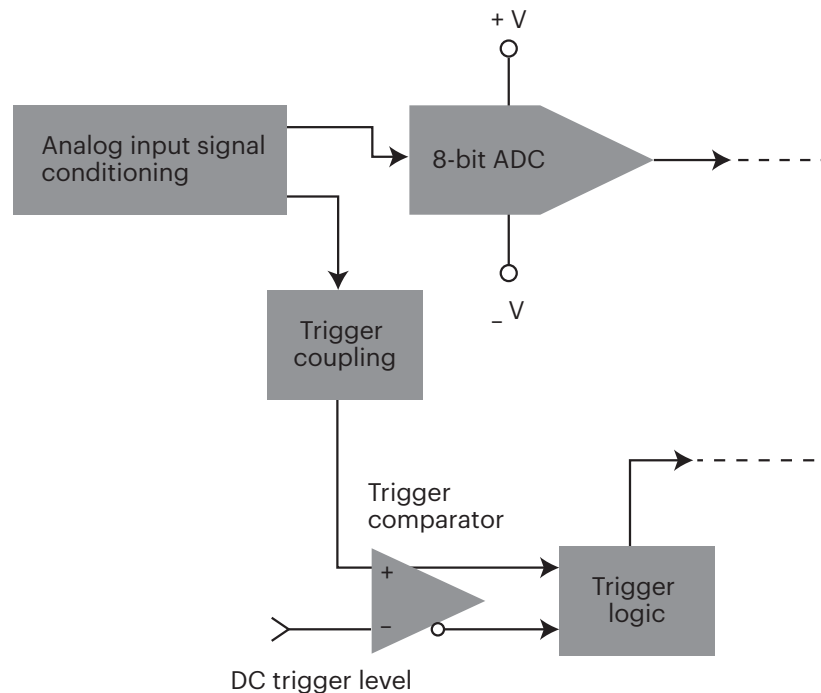 + V
Analog input signal
conditioning
8-bit ADC
_ V
Trigger
coupling
Trigger
comparator
+
−
Trigger
logic
DC trigger level